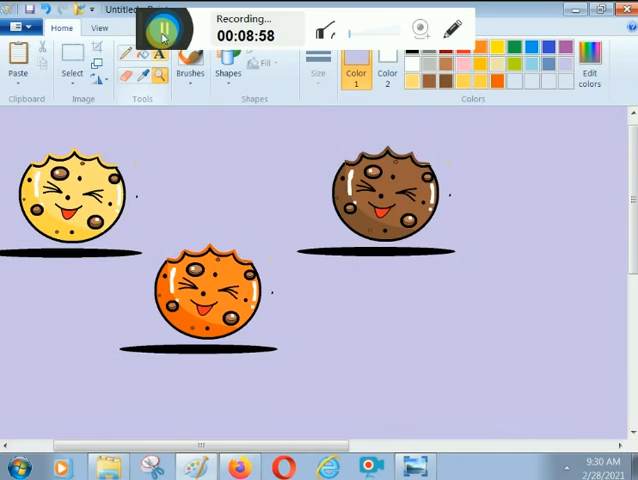 Untitled
Recording...
00:08:58
Home
View
Paste
Select
Brushes
Shapes
Fill
Size
Color
1
Color
2
Edit
colors
A
Clipboard
Image
Tools
Shapes
Colors
9:30 AM
2/28/2021